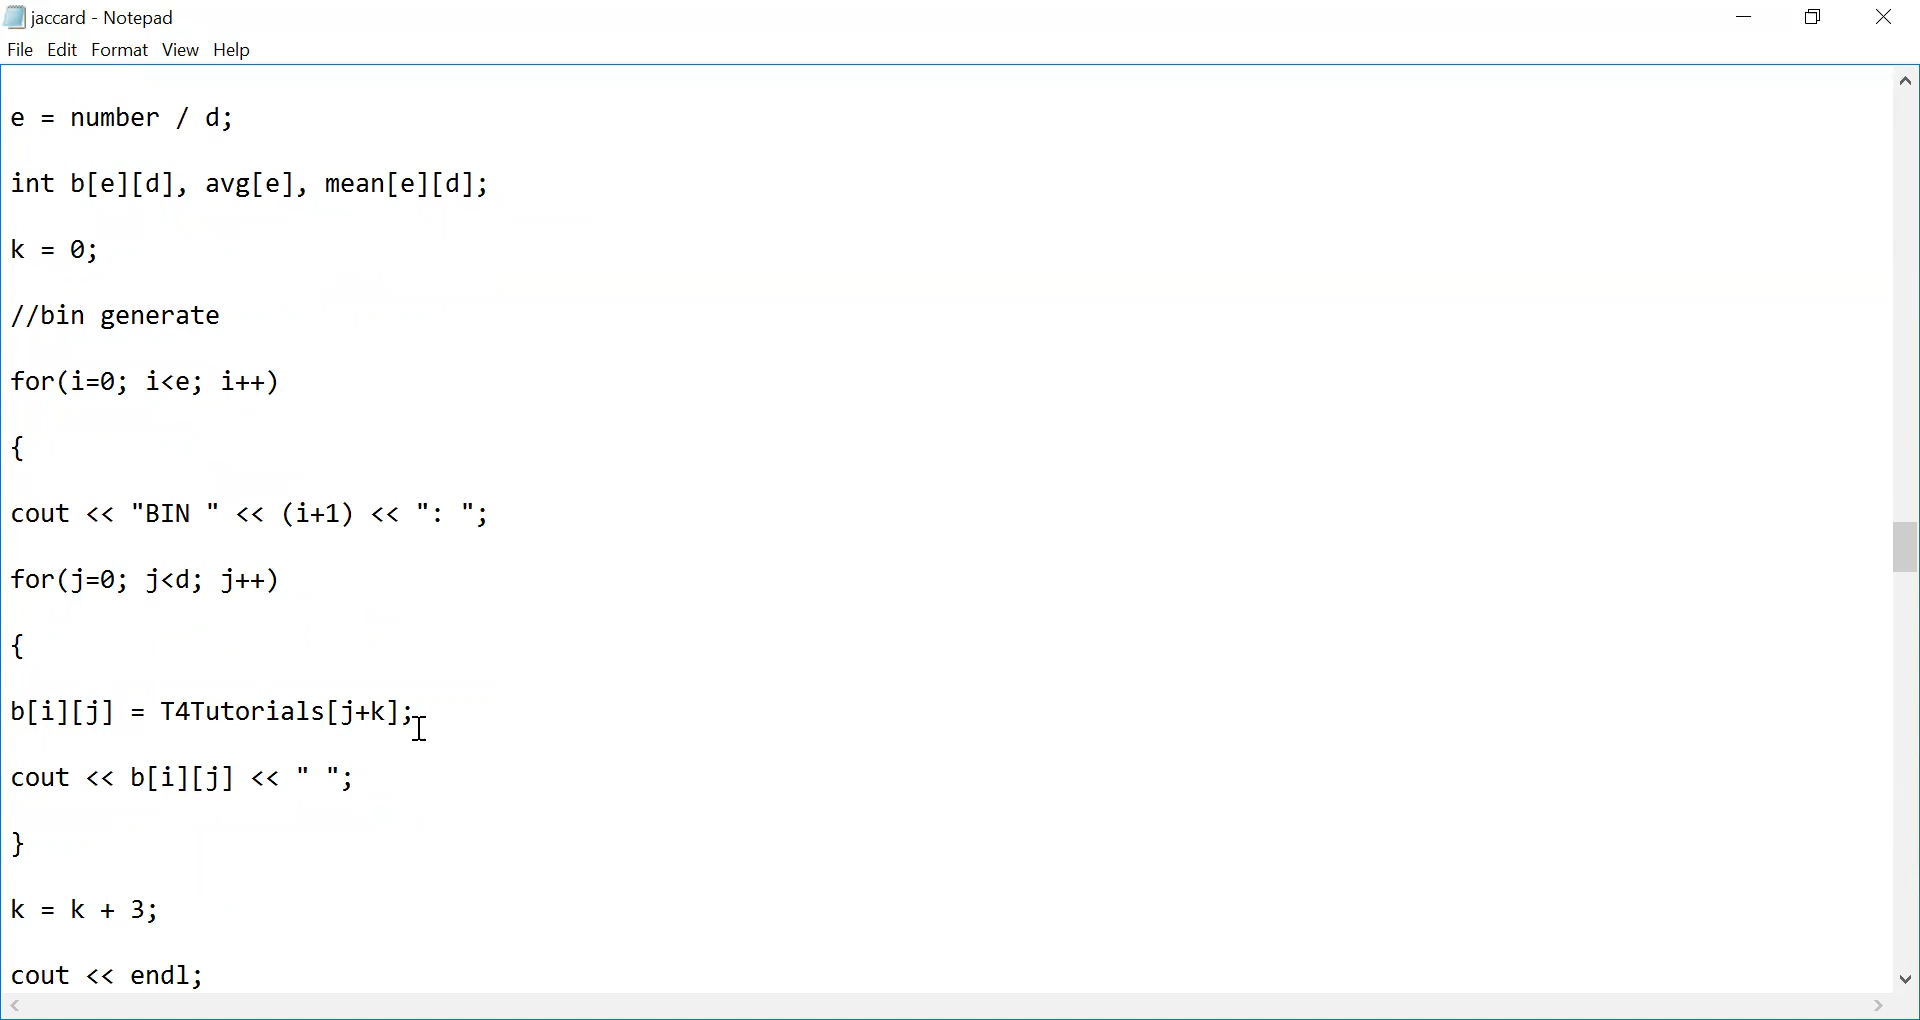 jaccard - Notepad
File Edit Format View Help
e = number / d;
int b[e][d], avg[e], mean[e][d];
k = 0;
//bin generate
for(i=0; i<e; i++)
{
cout << "BIN " << (i+1) << ": ";
for(j=0; j<d; j++)
{
b[i][j] = T4Tutorials[j+k];
cout << b[i][j] << " ";
}
k = k + 3;
cout << endl;